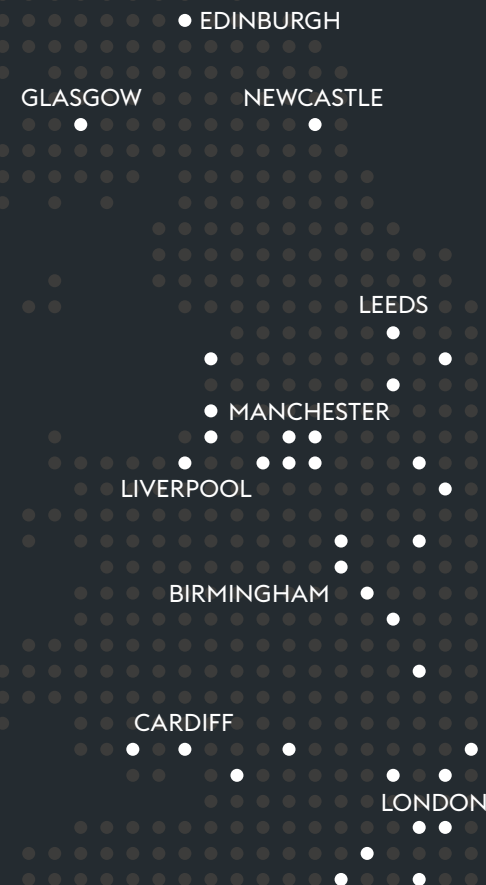 EDINBURGH
GLASGOW
NEWCASTLE
LEEDS
MANCHESTER
LIVERPOOL
BIRMINGHAM
CARDIFF
LONDON